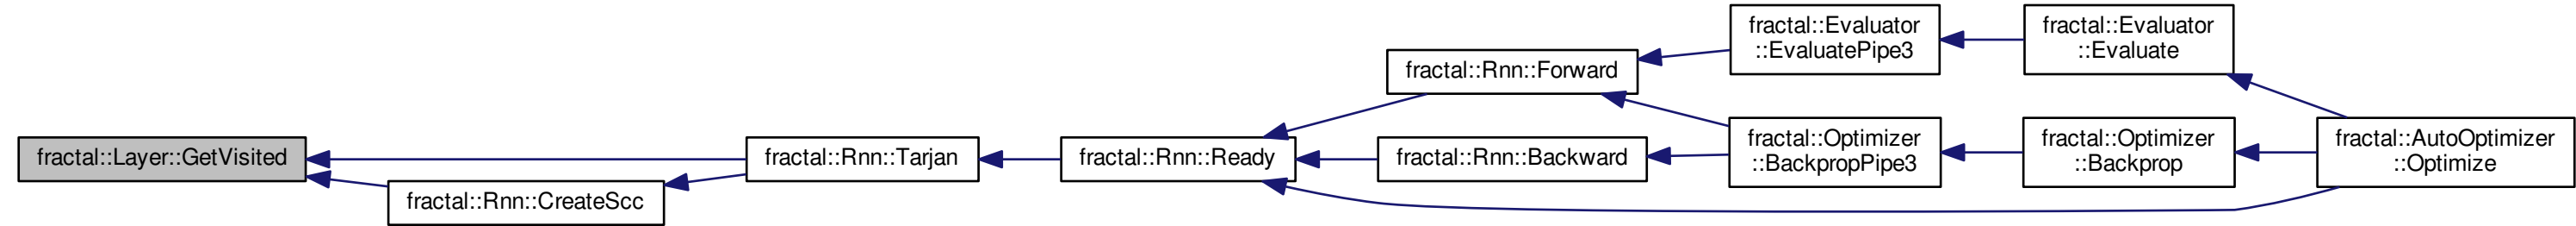 fractal::Layer::GetVisited
fractal::Rnn::CreateScc
fractal::Rnn::Tarjan
fractal::Rnn::Ready
fractal::Rnn::Forward
fractal::Rnn::Backward
fractal::Evaluator
::EvaluatePipe3
fractal::Optimizer
::BackpropPipe3
fractal::Evaluator
::Evaluate
fractal::Optimizer
::Backprop
fractal::AutoOptimizer
::Optimize